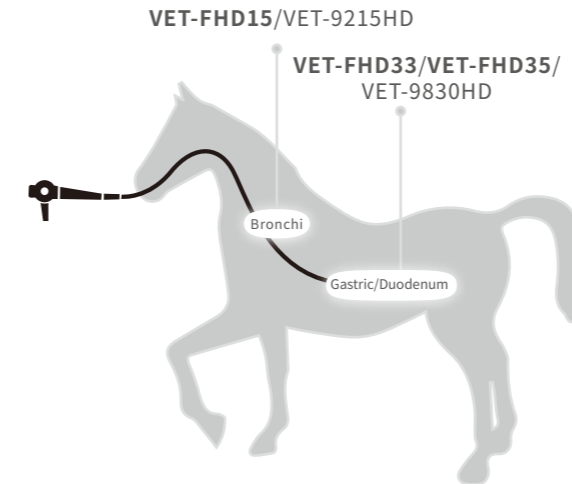 VET-FHD15/VET-9215HD
VET-FHD33/VET-FHD35/
VET-9830HD
Bronchi
Gastric/Duodenum